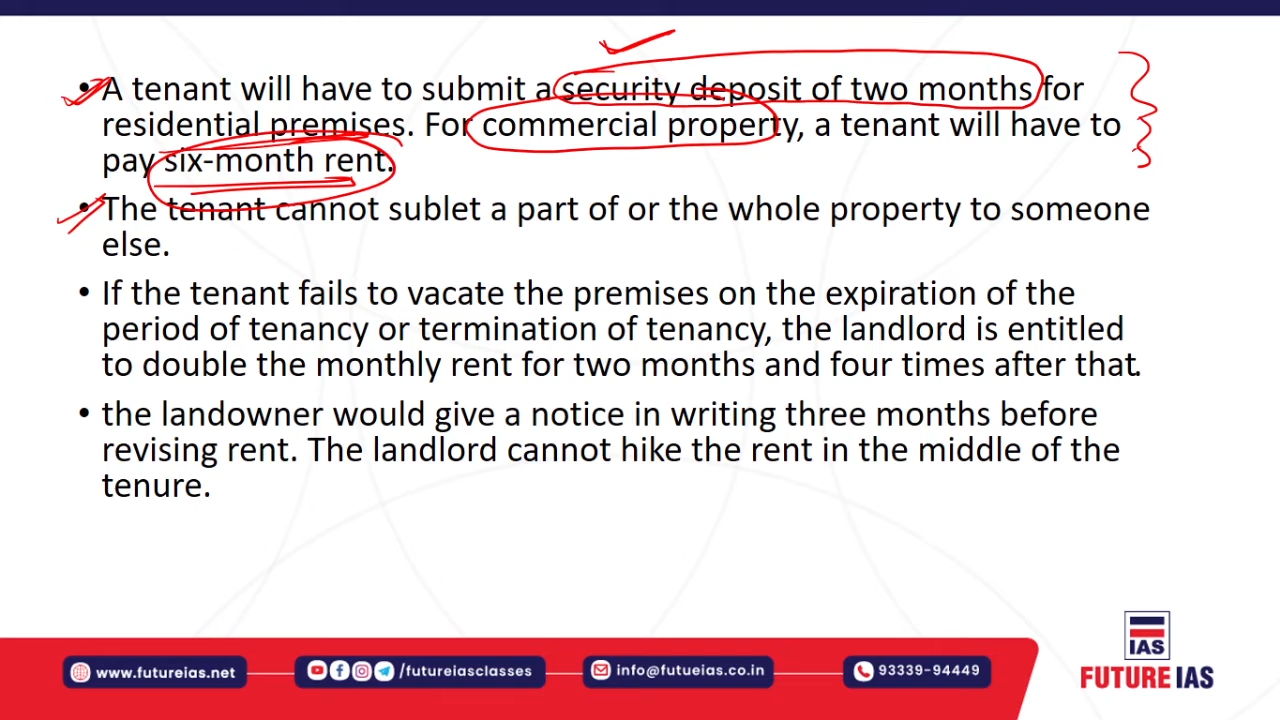 • A tenant will have to submit a security deposit of two months for
residential premises. For commercial property, a tenant will have to
pay six-month rent.
• The tenant cannot sublet a part of or the whole property to someone
else.
• If the tenant fails to vacate the premises on the expiration of the
period of tenancy or termination of tenancy, the landlord is entitled
to double the monthly rent for two months and four times after that.
• the landowner would give a notice in writing three months before
revising rent. The landlord cannot hike the rent in the middle of the
tenure.
www.futureias.net
/futureiasclasses
info@futueias.co.in
93339-94449
IAS
FUTURE IAS